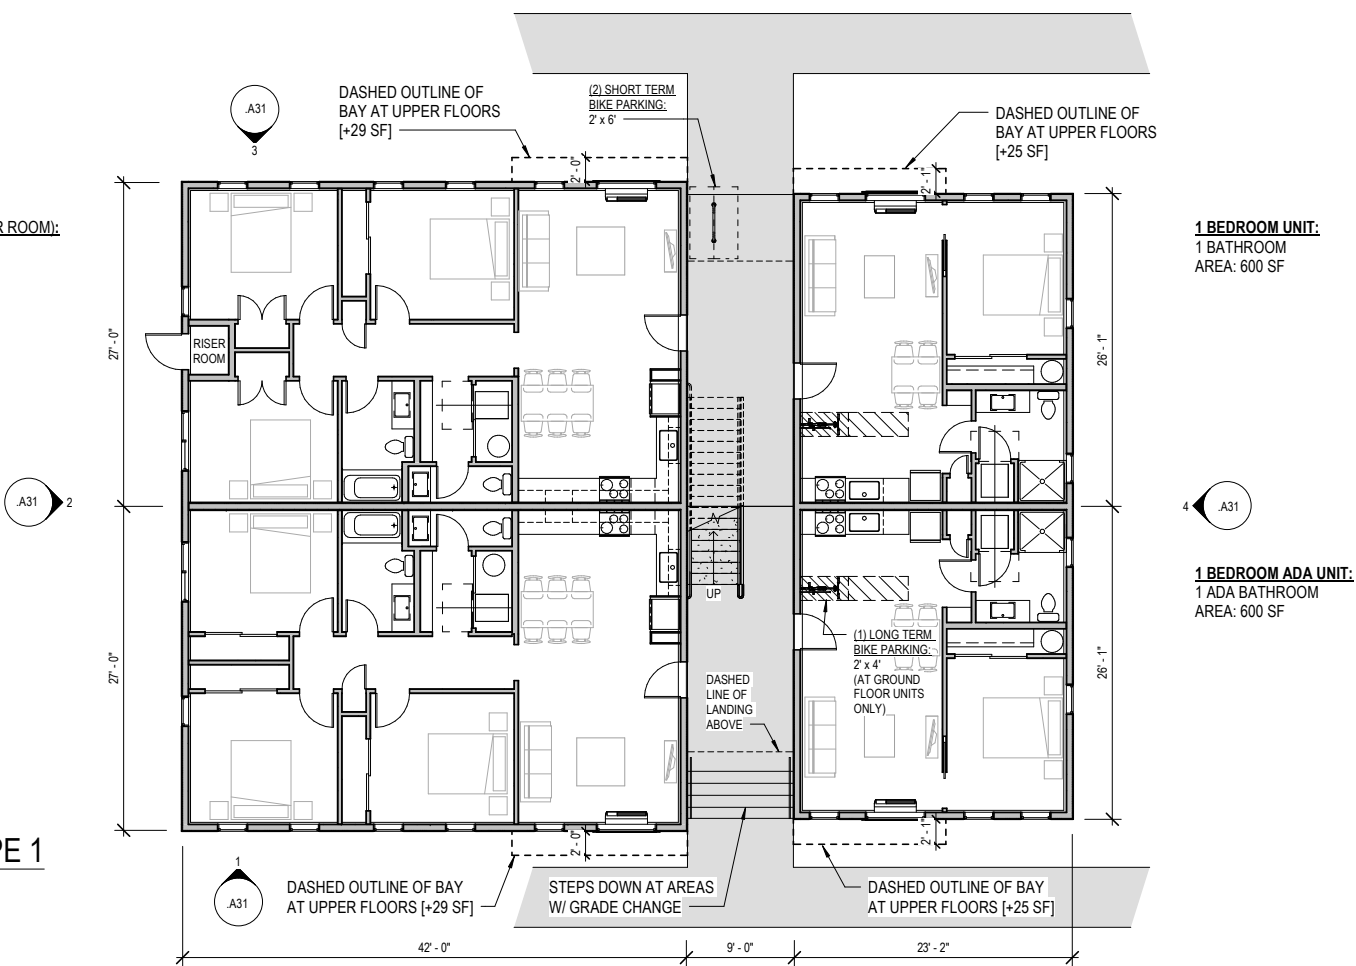 DASHED OUTLINE OF
BAY AT UPPER FLOORS
[+29 SF]
(2) SHORT TERM
BIKE PARKING:
2' x 6'
DASHED OUTLINE OF
BAY AT UPPER FLOORS
[+25 SF]
.A31
3
2' - 0"
2' - 1"
R ROOM):
1 BEDROOM UNIT:
1 BATHROOM
AREA: 600 SF
27' - 0"
RISER
ROOM
26' - 1"
.A31
2
4
.A31
UP
1 BEDROOM ADA UNIT:
1 ADA BATHROOM
AREA: 600 SF
(1) LONG TERM
BIKE PARKING:
2' x 4'
(AT GROUND
FLOOR UNITS
ONLY)
27' - 0"
26' - 1"
DASHED
LINE OF
LANDING
ABOVE
PE 1
2' - 0"
2' - 1"
1
.A31
DASHED OUTLINE OF BAY
AT UPPER FLOORS [+29 SF]
STEPS DOWN AT AREAS
W/ GRADE CHANGE
DASHED OUTLINE OF BAY
AT UPPER FLOORS [+25 SF]
42' - 0"
9' - 0"
23' - 2"